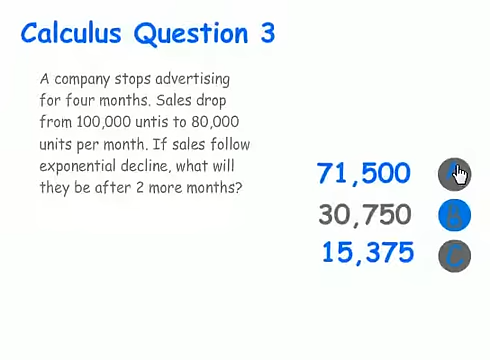 Calculus Question 3
A company stops advertising
for four months. Sales drop
from 100,000 untis to 80,000
units per month. If sales follow
exponential decline, what will
they be after 2 more months?
71,500
30,750 B
15,375 C